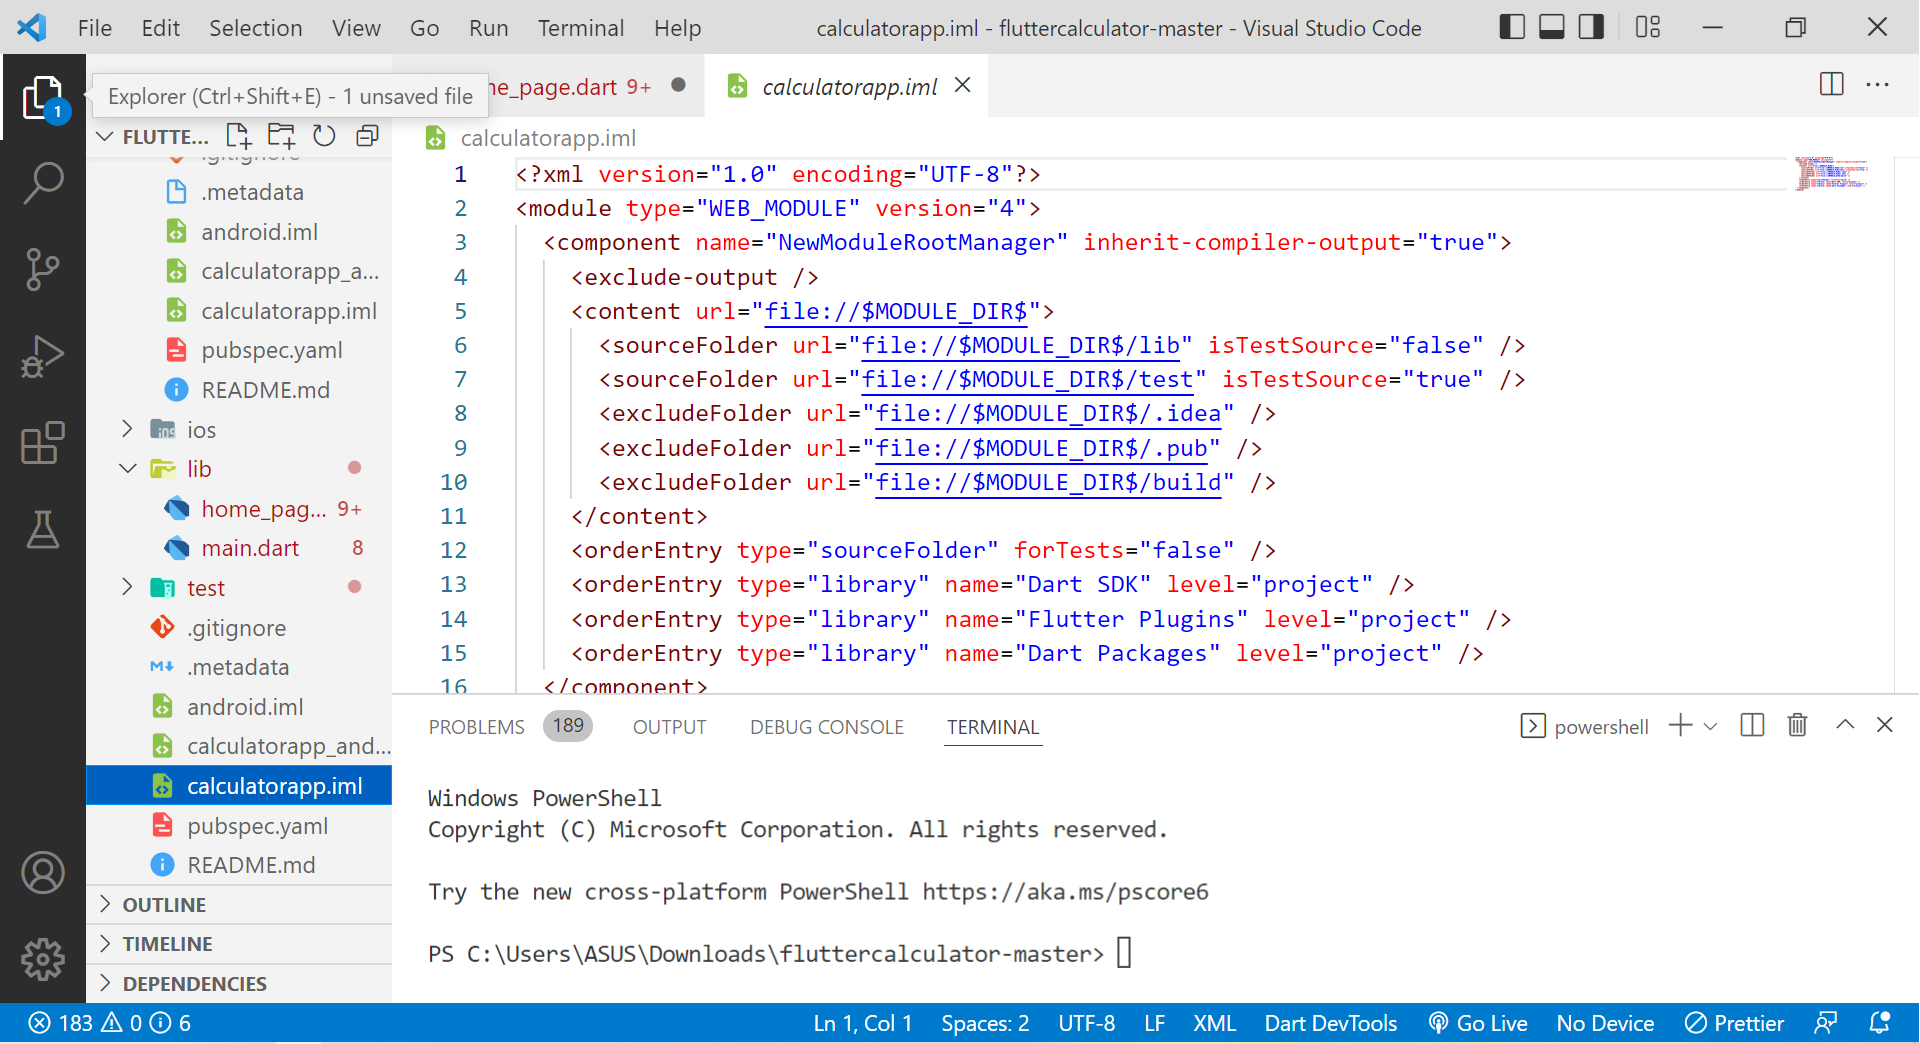 File Edit Selection View Go Run Terminal Help calculatorapp.iml - fluttercalculator-master - Visual Studio Code
1
Explorer (Ctrl+Shift+E) - 1 unsaved file
me_page.dart 9+
calculatorapp.iml
FLUTTE...
.gitignore
.metadata
android.iml
calculatorapp_a...
calculatorapp.iml
pubspec.yaml
README.md
ios
lib
home_pag... 9+
main.dart 8
test
.gitignore
.metadata
android.iml
calculatorapp_and...
calculatorapp.iml
pubspec.yaml
README.md
OUTLINE
TIMELINE
DEPENDENCIES
calculatorapp.iml
1 <?xml version="1.0" encoding="UTF-8"?>
2 <module type="WEB_MODULE" version="4">
3 <component name="NewModuleRootManager" inherit-compiler-output="true">
4 <exclude-output />
5 <content url="file://$MODULE_DIR$">
6 <sourceFolder url="file://$MODULE_DIR$/lib" isTestSource="false" />
7 <sourceFolder url="file://$MODULE_DIR$/test" isTestSource="true" />
8 <excludeFolder url="file://$MODULE_DIR$/.idea" />
9 <excludeFolder url="file://$MODULE_DIR$/.pub" />
10 <excludeFolder url="file://$MODULE_DIR$/build" />
11 </content>
12 <orderEntry type="sourceFolder" forTests="false" />
13 <orderEntry type="library" name="Dart SDK" level="project" />
14 <orderEntry type="library" name="Flutter Plugins" level="project" />
15 <orderEntry type="library" name="Dart Packages" level="project" />
16 </component>
PROBLEMS 189 OUTPUT DEBUG CONSOLE TERMINAL powershell
Windows PowerShell
Copyright (C) Microsoft Corporation. All rights reserved.
Try the new cross-platform PowerShell https://aka.ms/pscore6
PS C:\Users\ASUS\Downloads\fluttercalculator-master>
183 0 6 Ln 1, Col 1 Spaces: 2 UTF-8 LF XML Dart DevTools Go Live No Device Prettier